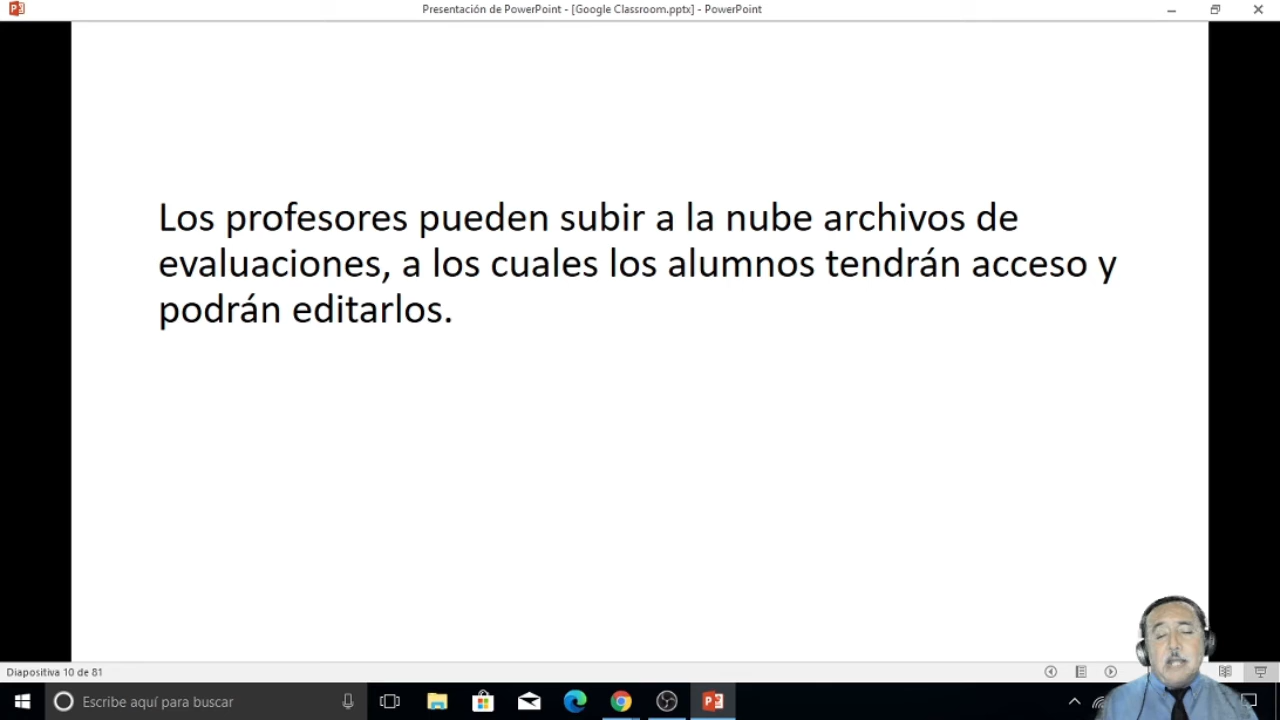 Presentación de PowerPoint - [Google Classroom.pptx] - PowerPoint
Los profesores pueden subir a la nube archivos de
evaluaciones, a los cuales los alumnos tendrán acceso y
podrán editarlos.
Diapositiva 10 de 81
Escribe aquí para buscar